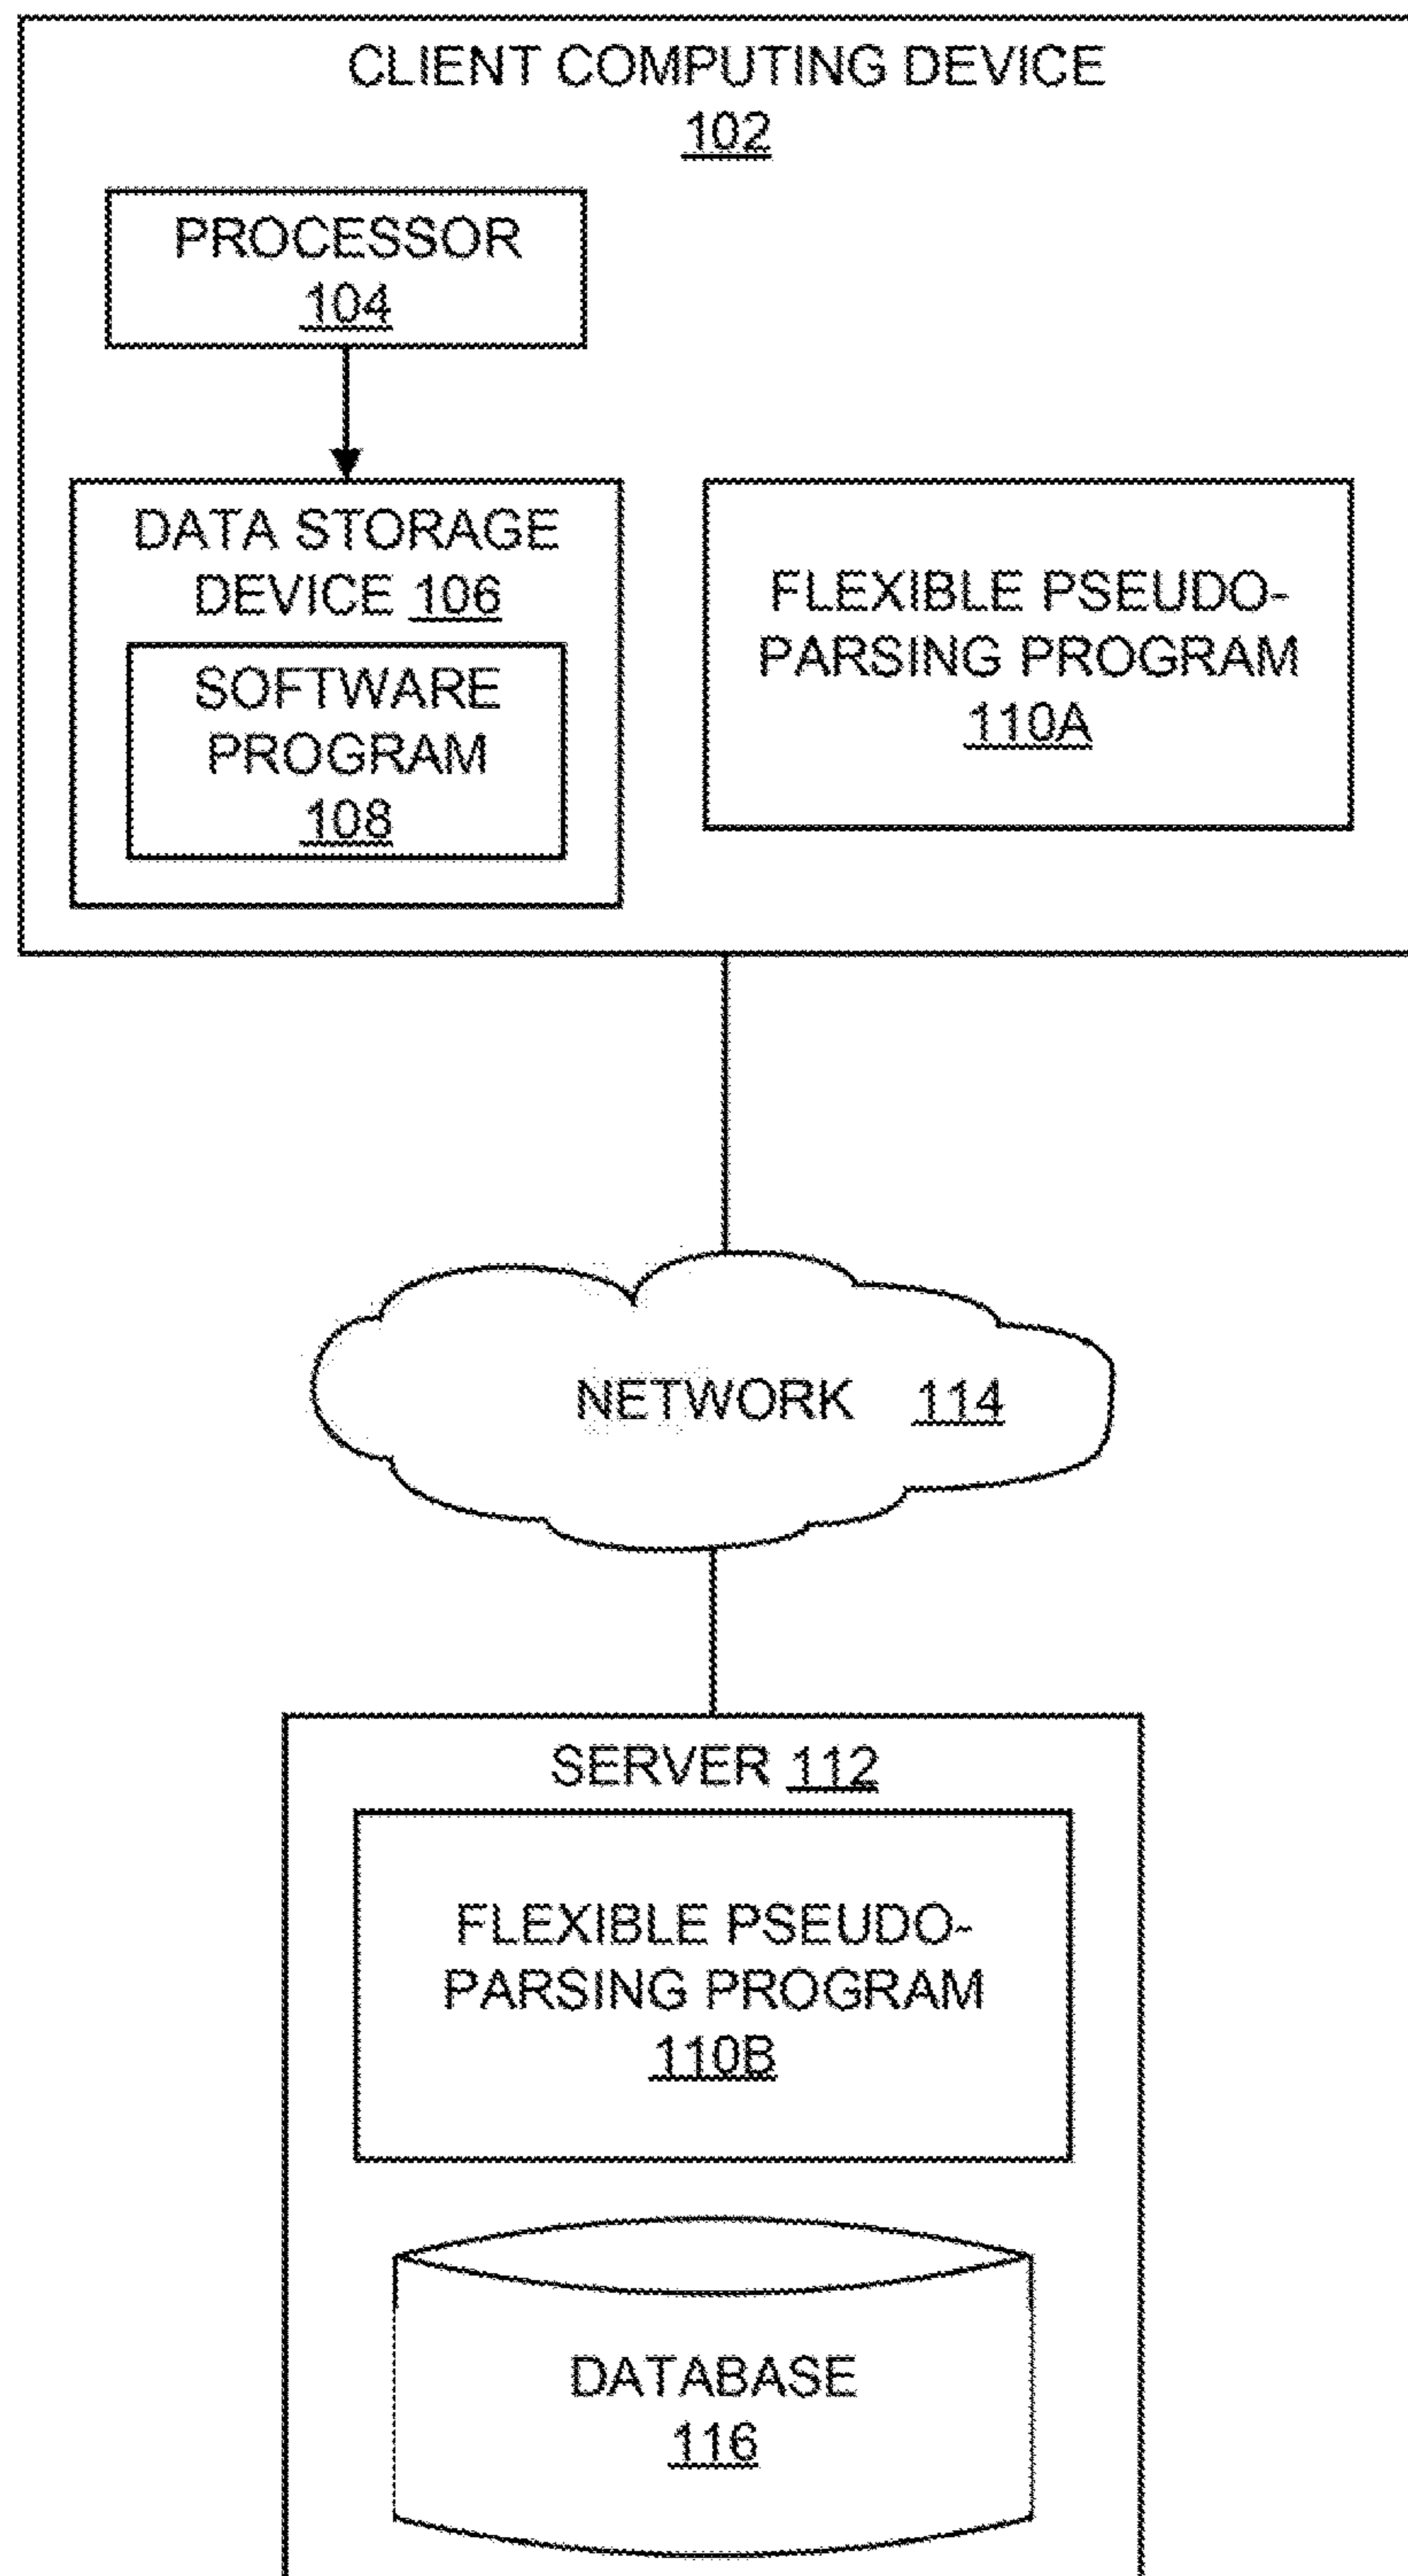 CLIENT COMPUTING DEVICE
102
PROCESSOR
104
DATA STORAGE
DEVICE 106
SOFTWARE
PROGRAM
108
FLEXIBLE PSEUDO-
PARSING PROGRAM
110A
NETWORK 114
SERVER 112
FLEXIBLE PSEUDO-
PARSING PROGRAM
110B
DATABASE
116